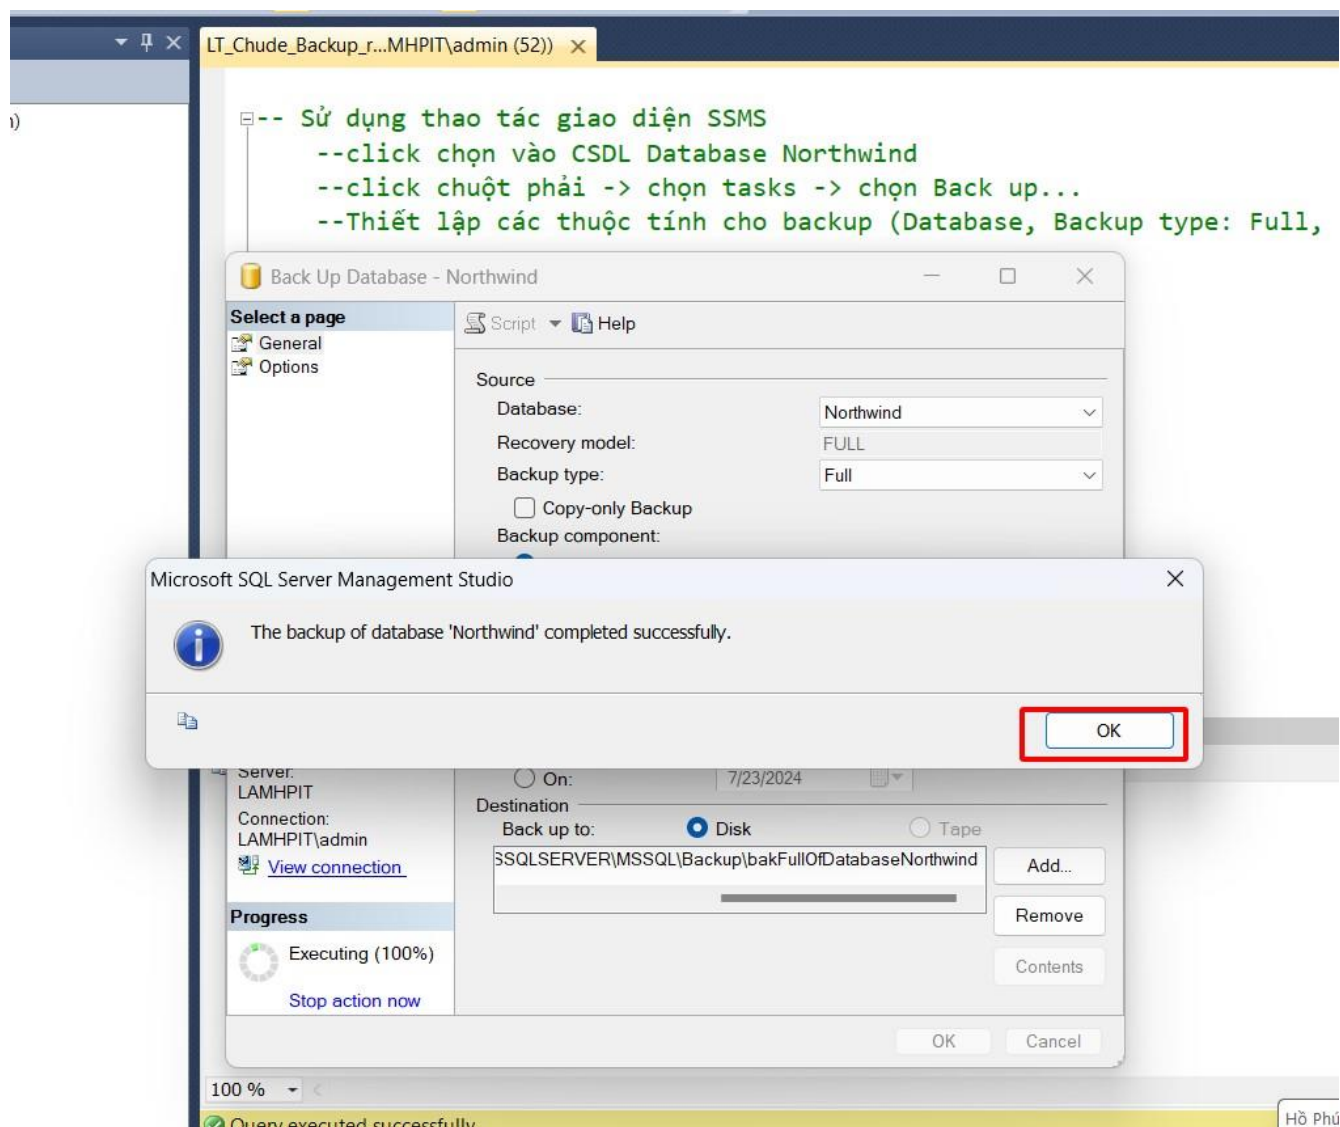 LT_Chude_Backup_r...MHPIT\admin (52))
-- Sử dụng thao tác giao diện SSMS
--click chọn vào CSDL Database Northwind
--click chuột phải -> chọn tasks -> chọn Back up...
--Thiết lập các thuộc tính cho backup (Database, Backup type: Full,
Back Up Database - Northwind
Select a page
General
Options
Script
Help
Source
Database:
Northwind
Recovery model:
FULL
Backup type:
Full
Copy-only Backup
Backup component:
Microsoft SQL Server Management Studio
The backup of database 'Northwind' completed successfully.
OK
Server:
LAMHPIT
Connection:
LAMHPIT\admin
View connection
Progress
Executing (100%)
Stop action now
On:
7/23/2024
Destination
Back up to:
Disk
Tape
SSQLSERVER\MSSQL\Backup\bakFullOfDatabaseNorthwind
Add...
Remove
Contents
OK
Cancel
100 %
Query executed successfully
Hồ Phú